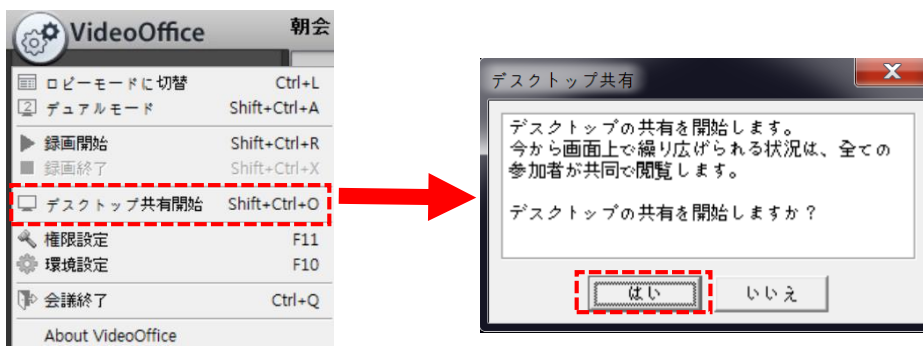 VideoOffice 朝会
ロビーモードに切替 Ctrl+L
2 デュアルモード Shift+Ctrl+A
録画開始 Shift+Ctrl+R
録画終了 Shift+Ctrl+X
デスクトップ共有開始 Shift+Ctrl+O
権限設定 F11
環境設定 F10
会議終了 Ctrl+Q
About VideoOffice
デスクトップ共有
X
デスクトップの共有を開始します。
今から画面上で繰り広げられる状況は、全ての
参加者が共同で閲覧します。
デスクトップの共有を開始しますか？
はい いいえ